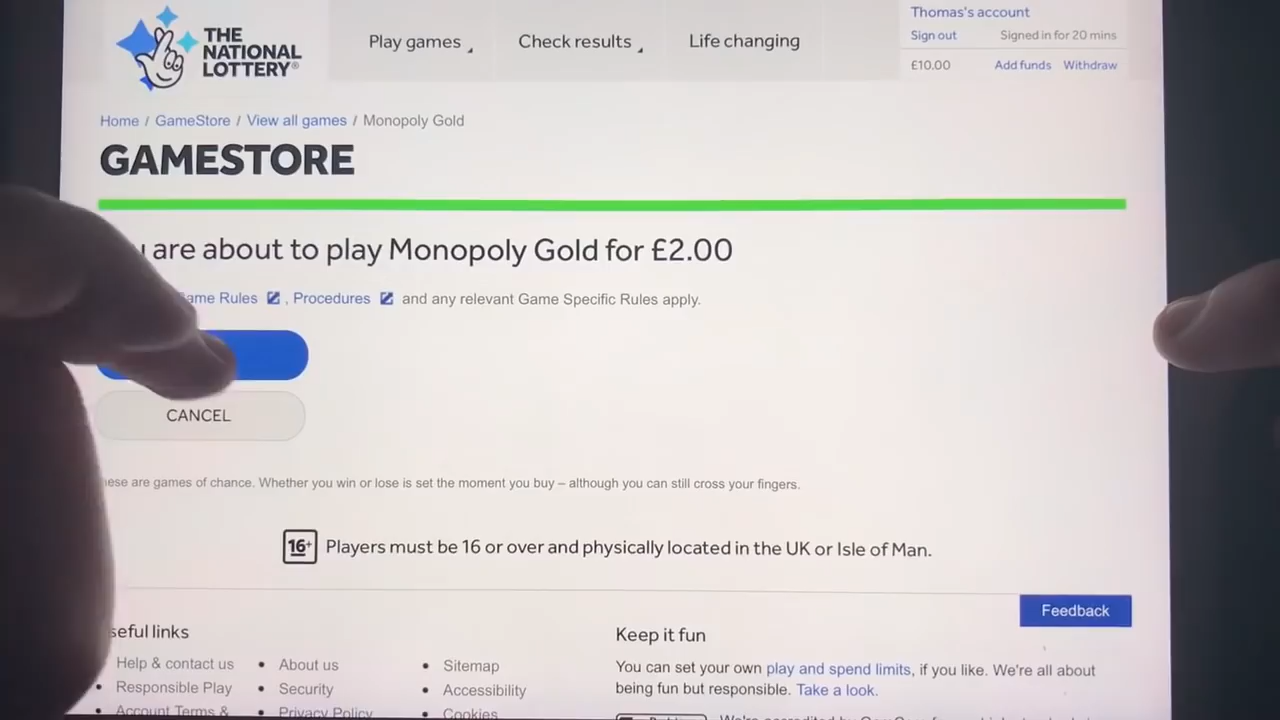 THE
NATIONAL
LOTTERY®
Play games
Check results
Life changing
Thomas's account
Sign out
Signed in for 20 mins
£10.00
Add funds
Withdraw
Home / GameStore / View all games / Monopoly Gold
GAMESTORE
are about to play Monopoly Gold for £2.00
Rules , Procedures and any relevant Game Specific Rules apply.
CANCEL
are games of chance. Whether you win or lose is set the moment you buy – although you can still cross your fingers.
16+ Players must be 16 or over and physically located in the UK or Isle of Man.
Feedback
links
Help & contact us
Responsible Play
Account Terms &
About us
Security
Privacy Policy
Sitemap
Accessibility
Cookies
Keep it fun
You can set your own play and spend limits, if you like. We're all about
being fun but responsible. Take a look.